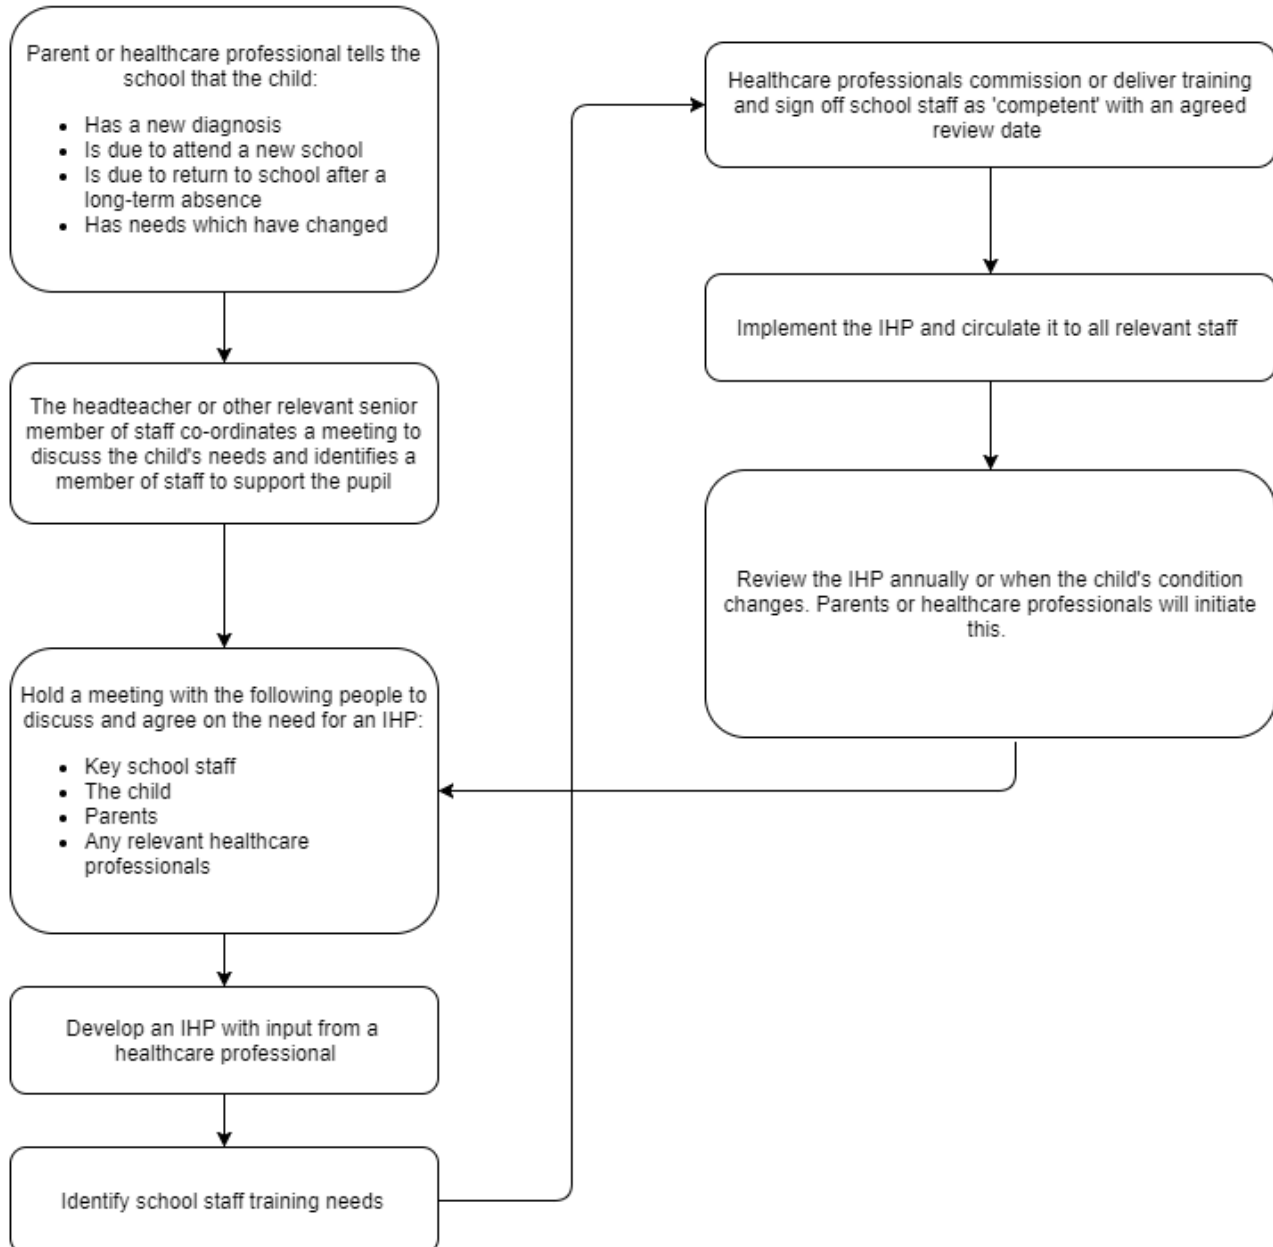 Parent or healthcare professional tells the
school that the child:
• Has a new diagnosis
• Is due to attend a new school
• Is due to return to school after a
long-term absence
• Has needs which have changed
The headteacher or other relevant senior
member of staff co-ordinates a meeting to
discuss the child's needs and identifies a
member of staff to support the pupil
Hold a meeting with the following people to
discuss and agree on the need for an IHP:
• Key school staff
• The child
• Parents
• Any relevant healthcare
professionals
Develop an IHP with input from a
healthcare professional
Identify school staff training needs
Healthcare professionals commission or deliver training
and sign off school staff as 'competent' with an agreed
review date
Implement the IHP and circulate it to all relevant staff
Review the IHP annually or when the child's condition
changes. Parents or healthcare professionals will initiate
this.